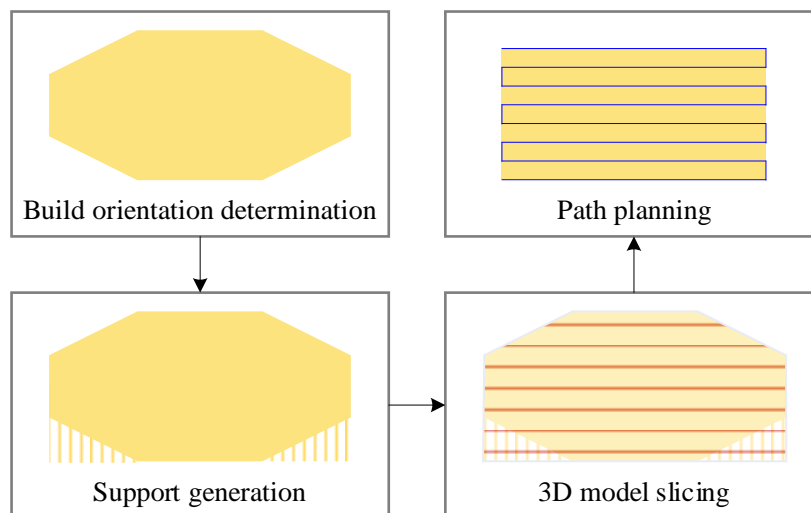 Build orientation determination
Path planning
Support generation
3D model slicing